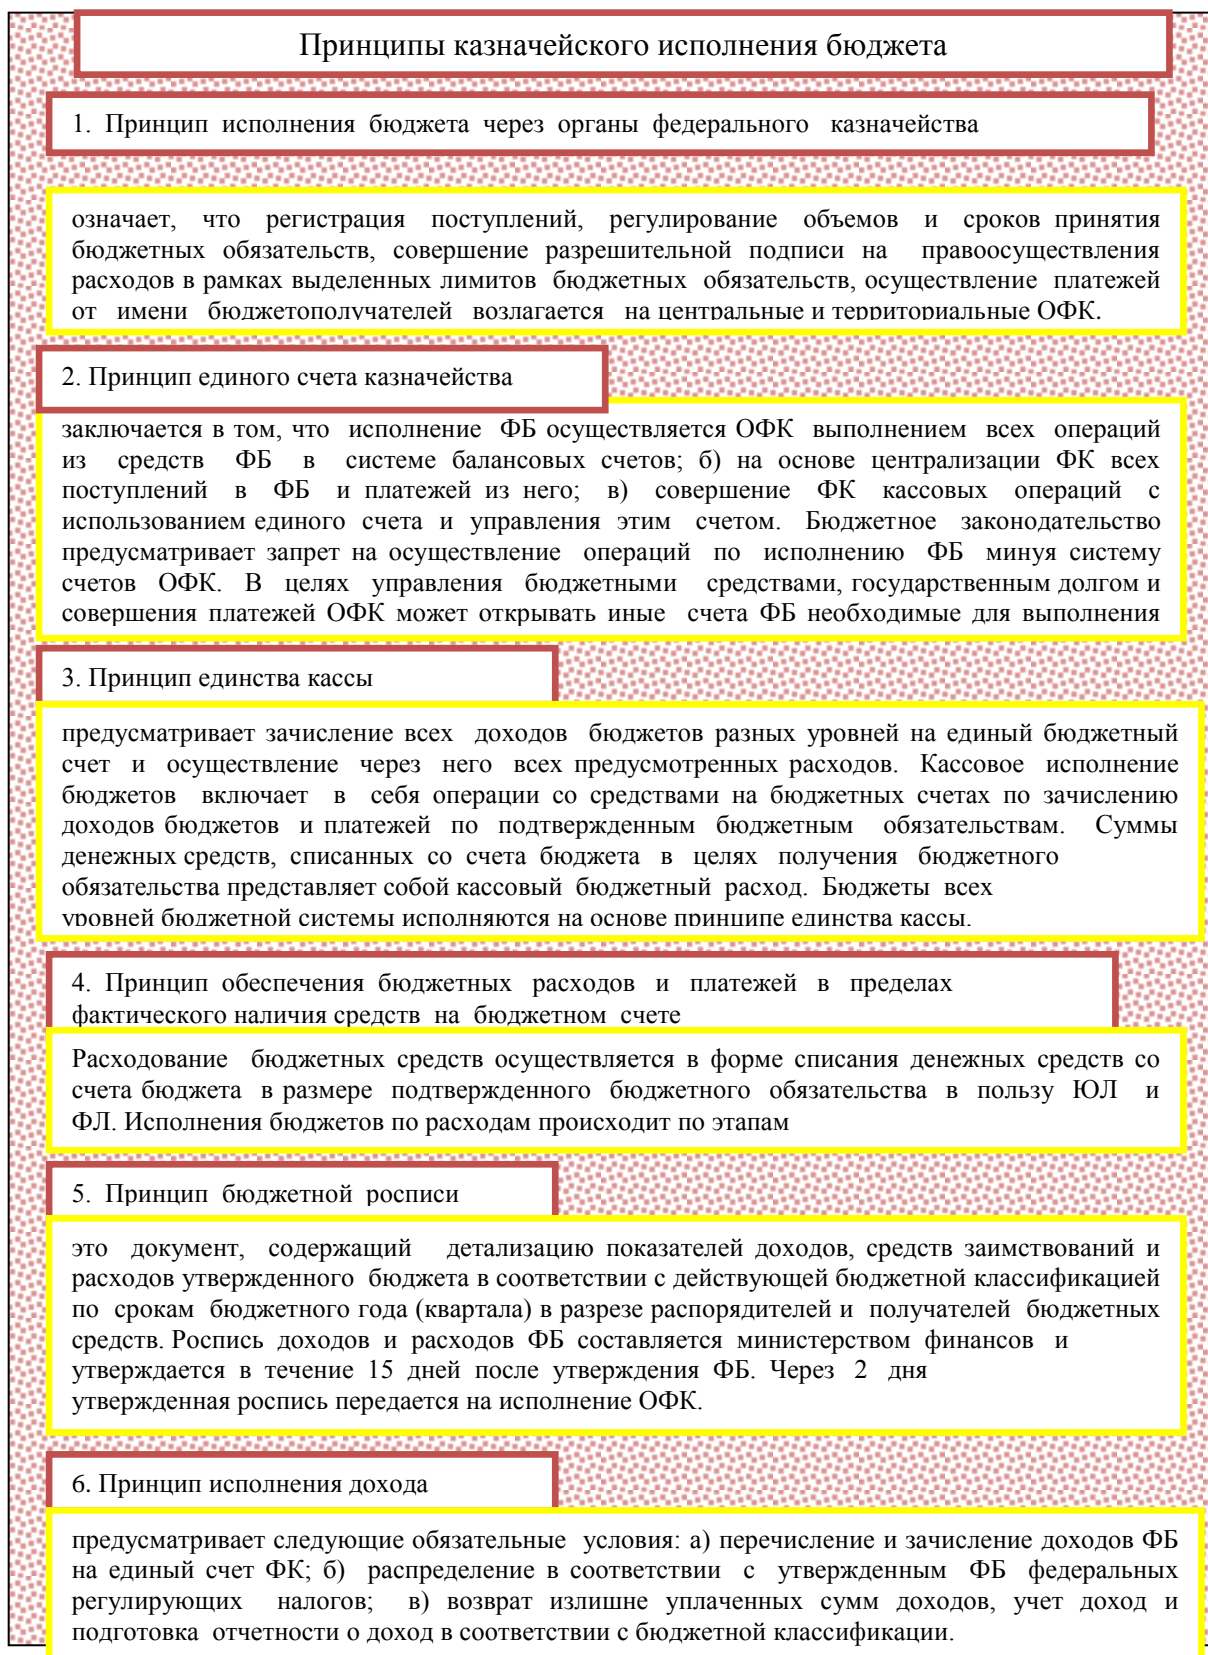 Принципы казначейского исполнения бюджета
1. Принцип исполнения бюджета через органы федерального казначейства
означает, что регистрация поступлений, регулирование объемов и сроков принятия
бюджетных обязательств, совершение разрешительной подписи на правоосуществления
расходов в рамках выделенных лимитов бюджетных обязательств, осуществление платежей
от имени бюджетополучателей возлагается на центральные и территориальные ОФК.
2. Принцип единого счета казначейства
заключается в том, что исполнение ФБ осуществляется ОФК выполнением всех операций
из средств ФБ в системе балансовых счетов; б) на основе централизации ФК всех
поступлений в ФБ и платежей из него; в) совершение ФК кассовых операций с
использованием единого счета и управления этим счетом. Бюджетное законодательство
предусматривает запрет на осуществление операций по исполнению ФБ минуя систему
счетов ОФК. В целях управления бюджетными средствами, государственным долгом и
совершения платежей ОФК может открывать иные счета ФБ необходимые для выполнения
3. Принцип единства кассы
предусматривает зачисление всех доходов бюджетов разных уровней на единый бюджетный
счет и осуществление через него всех предусмотренных расходов. Кассовое исполнение
бюджетов включает в себя операции со средствами на бюджетных счетах по зачислению
доходов бюджетов и платежей по подтвержденным бюджетным обязательствам. Суммы
денежных средств, списанных со счета бюджета в целях получения бюджетного
обязательства представляет собой кассовый бюджетный расход. Бюджеты всех
уровней бюджетной системы исполняются на основе принципе единства кассы.
4. Принцип обеспечения бюджетных расходов и платежей в пределах
фактического наличия средств на бюджетном счете
Расходование бюджетных средств осуществляется в форме списания денежных средств со
счета бюджета в размере подтвержденного бюджетного обязательства в пользу ЮЛ и
ФЛ. Исполнения бюджетов по расходам происходит по этапам
5. Принцип бюджетной росписи
это документ, содержащий детализацию показателей доходов, средств заимствований и
расходов утвержденного бюджета в соответствии с действующей бюджетной классификацией
по срокам бюджетного года (квартала) в разрезе распорядителей и получателей бюджетных
средств. Роспись доходов и расходов ФБ составляется министерством финансов и
утверждается в течение 15 дней после утверждения ФБ. Через 2 дня
утвержденная роспись передается на исполнение ОФК.
6. Принцип исполнения дохода
предусматривает следующие обязательные условия: а) перечисление и зачисление доходов ФБ
на единый счет ФК; б) распределение в соответствии с утвержденным ФБ федеральных
регулирующих налогов; в) возврат излишне уплаченных сумм доходов, учет доход и
подготовка отчетности о доход в соответствии с бюджетной классификации.